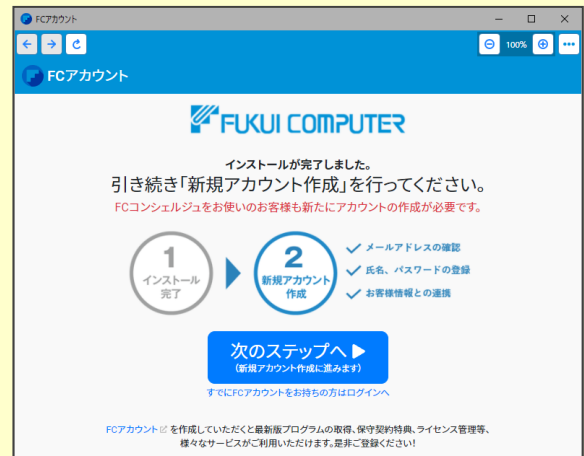 FCアカウント
100%
FCアカウント
FUKUI COMPUTER
インストールが完了しました。
引き続き「新規アカウント作成」を行ってください。
FCコンシェルジュをお使いのお客様も新たにアカウントの作成が必要です。
1
インストール
完了
2
新規アカウント
作成
メールアドレスの確認
氏名、パスワードの登録
お客様情報との連携
次のステップへ
(新規アカウント作成に進みます)
すでにFCアカウントをお持ちの方はログインへ
FCアカウント を作成していただくと最新版プログラムの取得、保守契約特典、ライセンス管理等、
様々なサービスがご利用いただけます。是非ご登録ください!